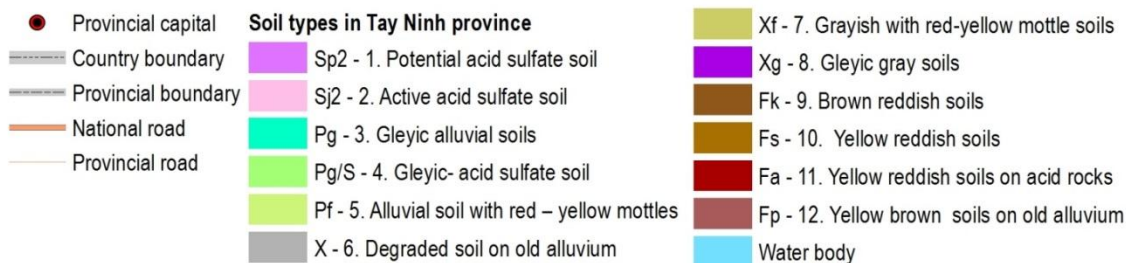 Provincial capital
Country boundary
Provincial boundary
National road
Provincial road
Soil types in Tay Ninh province
Sp2 - 1. Potential acid sulfate soil
Sj2 - 2. Active acid sulfate soil
Pg - 3. Gleyic alluvial soils
Pg/S - 4. Gleyic- acid sulfate soil
Pf - 5. Alluvial soil with red – yellow mottles
X - 6. Degraded soil on old alluvium
Xf - 7. Grayish with red-yellow mottle soils
Xg - 8. Gleyic gray soils
Fk - 9. Brown reddish soils
Fs - 10. Yellow reddish soils
Fa - 11. Yellow reddish soils on acid rocks
Fp - 12. Yellow brown soils on old alluvium
Water body